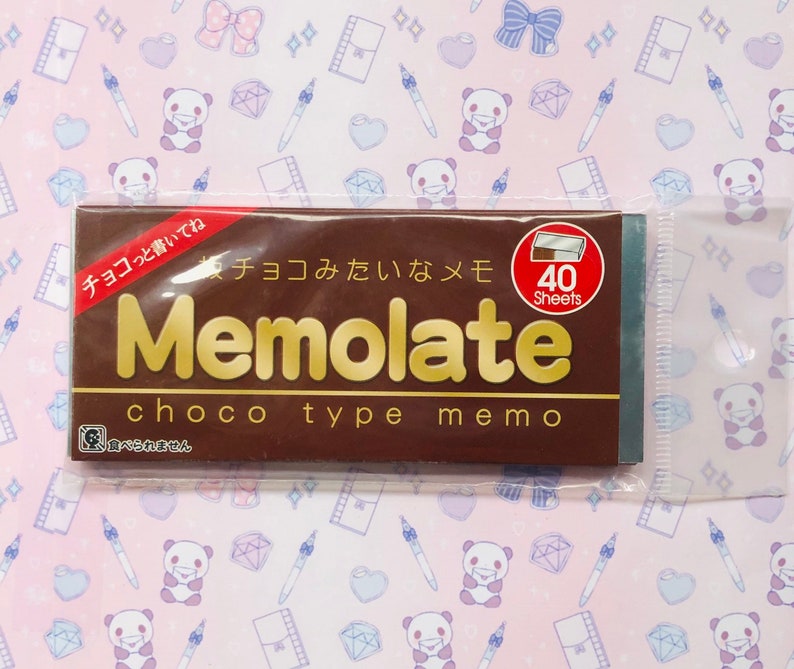 チョコっと書いてね
板チョコみたいなメモ
40
Sheets
Memolate
choco type memo
食べられません